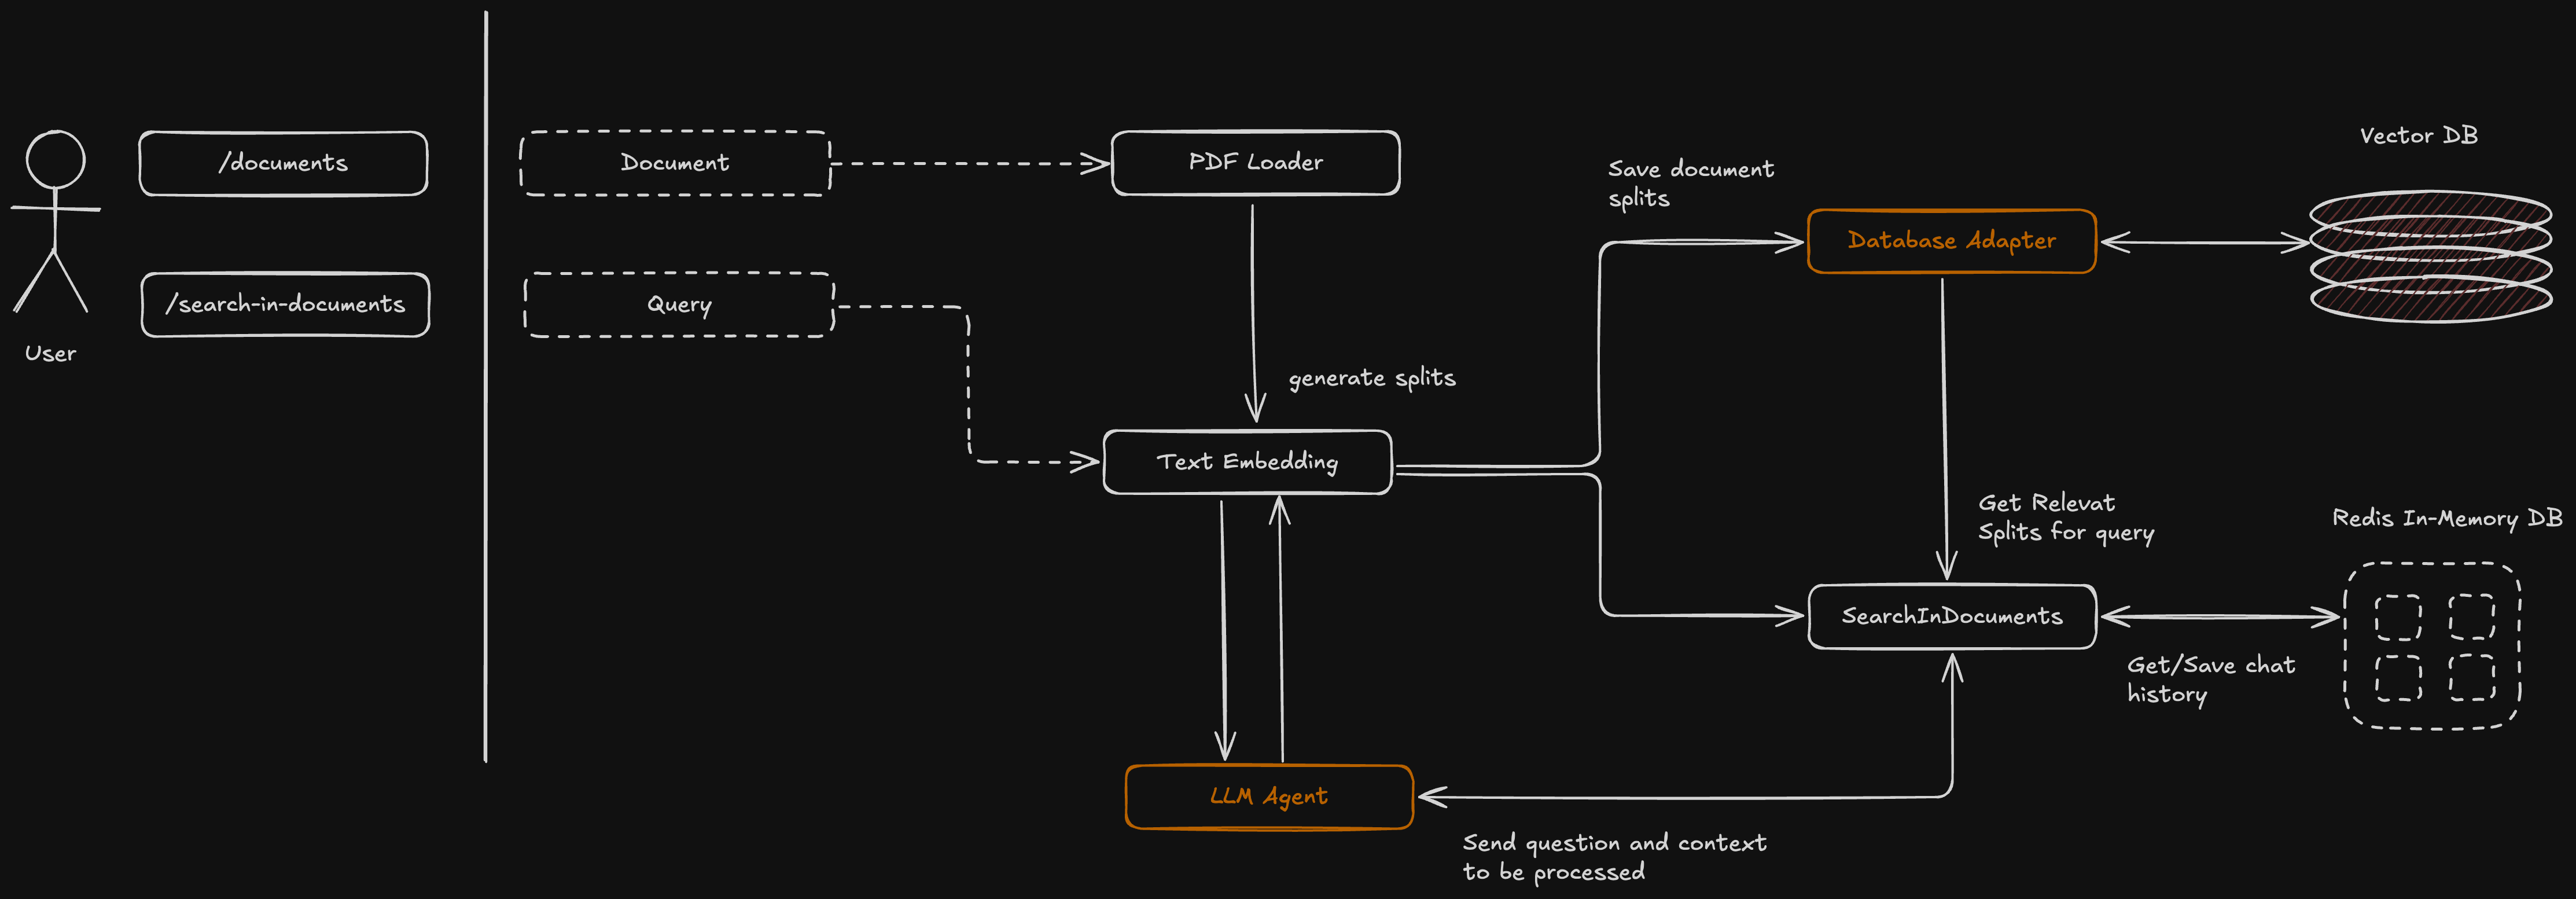 /documents
/search-in-documents
User
Document
Query
PDF Loader
generate splits
Text Embedding
LLM Agent
Save document
splits
Database Adapter
Vector DB
Get Relevat
Splits for query
SearchInDocuments
Redis In-Memory DB
Get/Save chat
history
Send question and context
to be processed